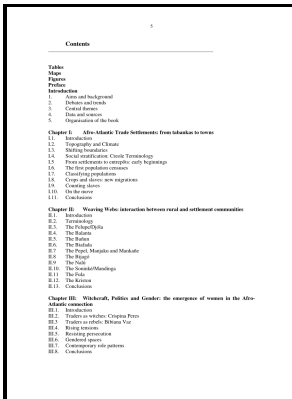 5
Contents
Tables
Maps
Figures
Preface
Introduction
1. Aims and background
2. Debates and trends
3. Central themes
4. Data and sources
5. Organisation of the book
Chapter I: Afro-Atlantic Trade Settlements: from tabankas to towns
I.1. Introduction
I.2. Topography and Climate
I.3. Shifting boundaries
I.4. Social stratification: Creole Terminology
I.5 From settlements to entrepôts: early beginnings
I.6. The first population censuses
I.7. Classifying populations
I.8. Crops and slaves: new migrations
I.9. Counting slaves
I.10. On the move
I.11. Conclusions
Chapter II: Weaving Webs: interaction between rural and settlement communities
II.1. Introduction
II.2. Terminology
II.3. The Felupe/Djola
II.4. The Balanta
II.5. The Bañun
II.6. The Biafada
II.7 The Pepel, Manjaku and Mankañe
II.8 The Bijagó
II.9. The Nalú
II.10. The Soninké/Mandinga
II.11 The Fula
II.12. The Kriston
II.13. Conclusions
Chapter III: Witchcraft, Politics and Gender: the emergence of women in the Afro-
Atlantic connection
III.1. Introduction
III.2. Traders as witches: Crispina Peres
III.3. Traders as rebels: Bibiana Vaz
III.4. Rising tensions
III.5. Resisting persecution
III.6. Gendered spaces
III.7. Contemporary role patterns
III.8. Conclusions